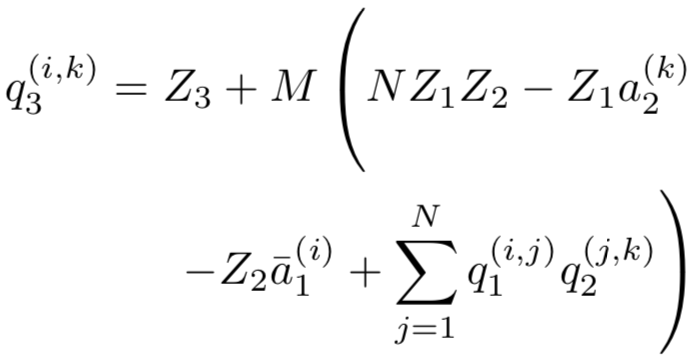 q_3^{(i,k)} = Z_3 + M \left( N Z_1 Z_2 - Z_1 a_2^{(k)}
- Z_2 \bar{a}_1^{(i)} + \sum_{j=1}^{N} q_1^{(i,j)} q_2^{(j,k)} \right)